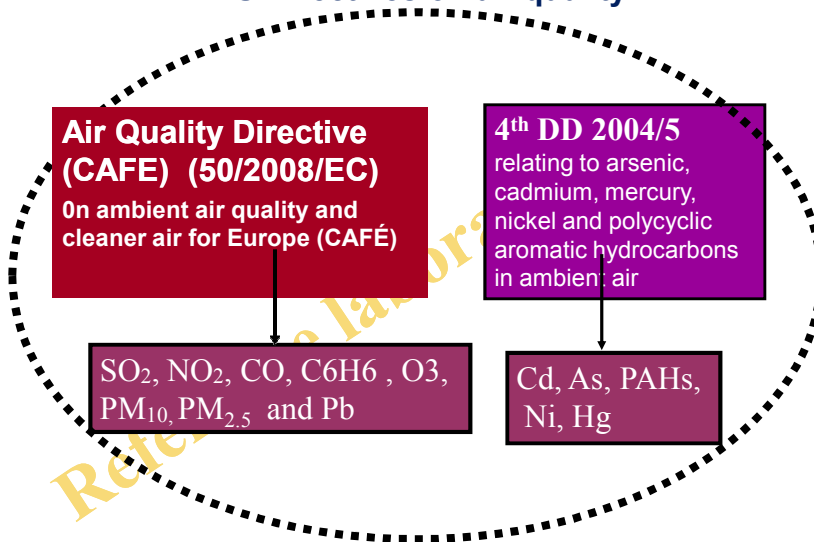 Air Quality Directive
(CAFE) (50/2008/EC)
0n ambient air quality and
cleaner air for Europe (CAFÉ)
4th DD 2004/5
relating to arsenic,
cadmium, mercury,
nickel and polycyclic
aromatic hydrocarbons
in ambient air
SO2, NO2, CO, C6H6 , O3,
PM10, PM2.5 and Pb
Cd, As, PAHs,
Ni, Hg